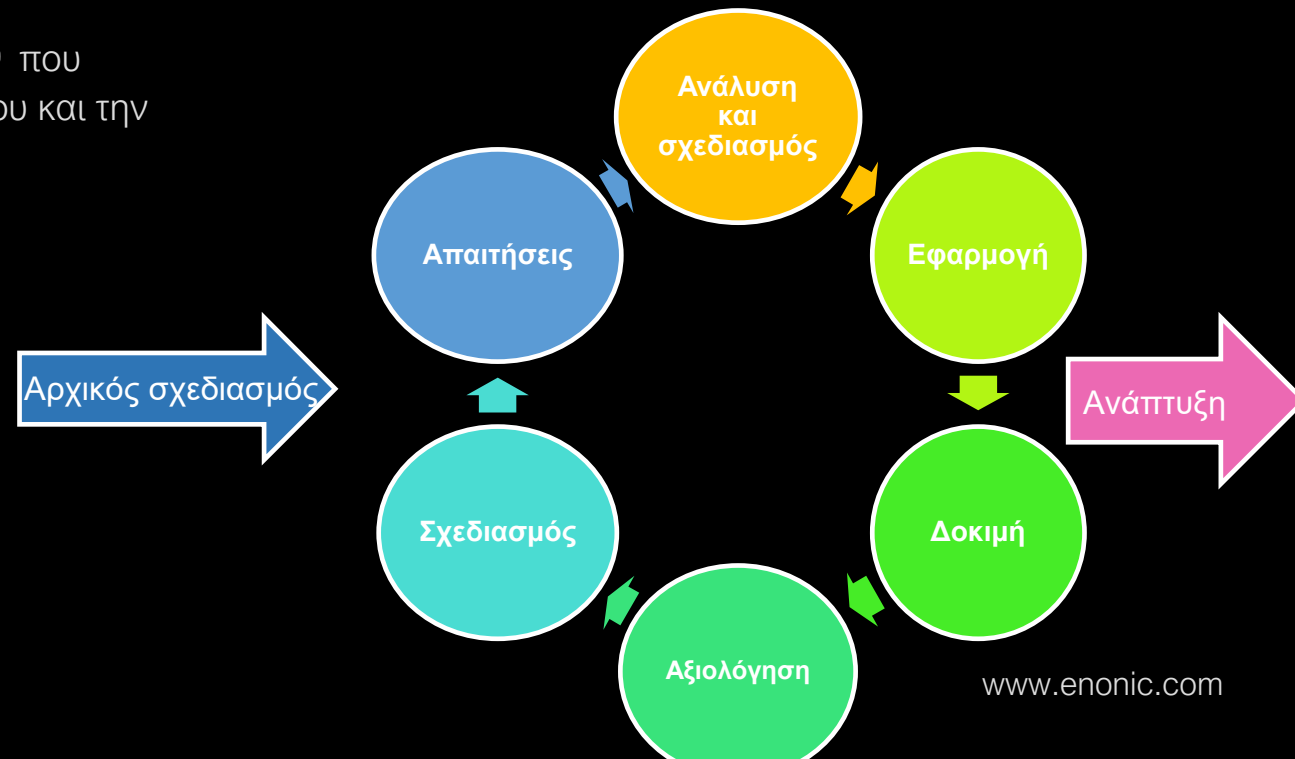 που
ου και την
Ανάλυση
και
σχεδιασμός
Απαιτήσεις
Εφαρμογή
Αρχικός σχεδιασμός
Ανάπτυξη
Σχεδιασμός
Δοκιμή
Αξιολόγηση
www.enonic.com